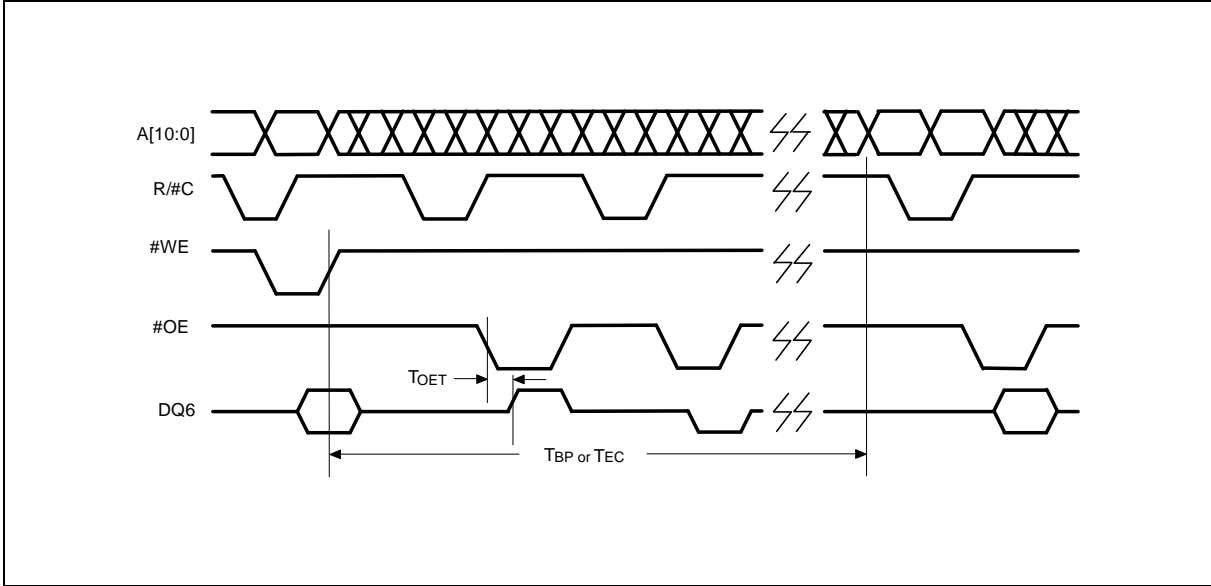 A[10:0]
R/#C
#WE
#OE
TOET
DQ6
TBP or TEC